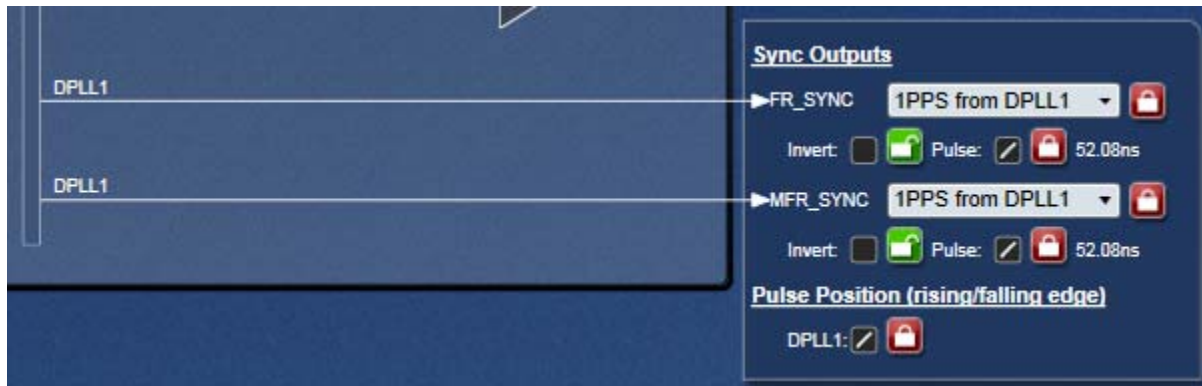 DPLL1
DPLL1
Sync Outputs
FR_SYNC 1PPS from DPLL1
Invert: Pulse: 52.08ns
MFR_SYNC 1PPS from DPLL1
Invert: Pulse: 52.08ns
Pulse Position (rising/falling edge)
DPLL1: